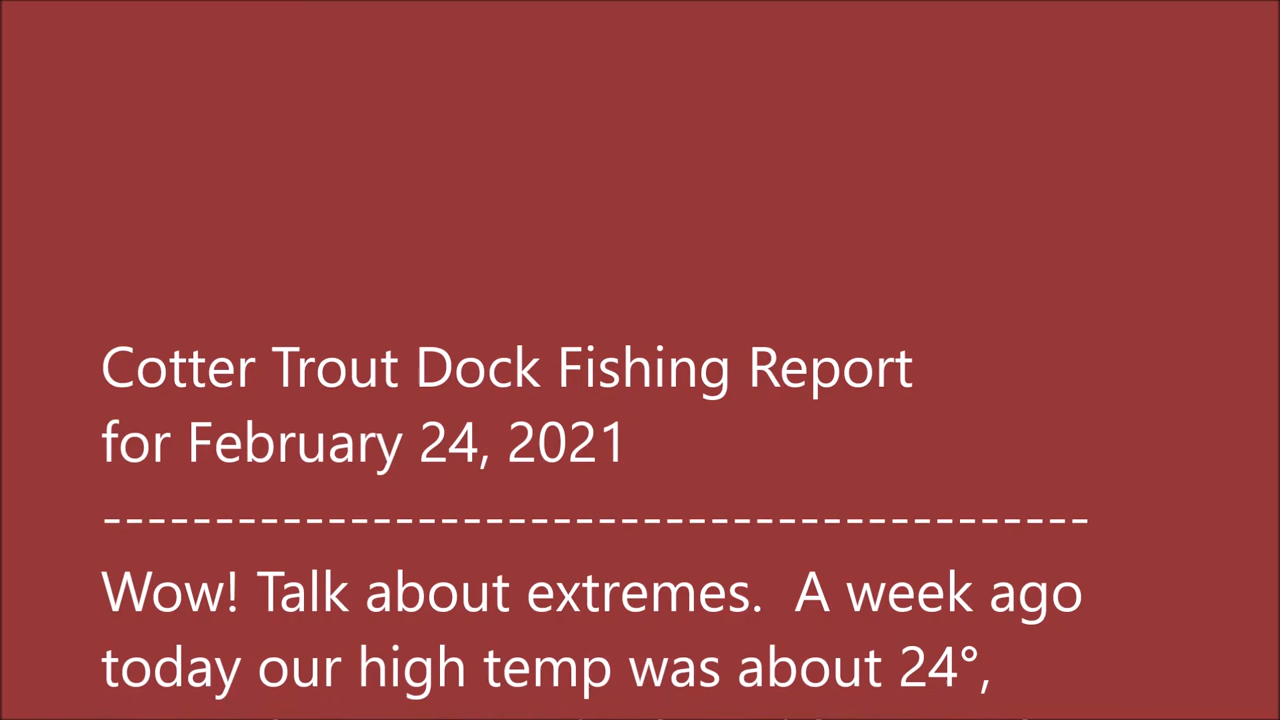 Cotter Trout Dock Fishing Report
for February 24, 2021
--------------------------------------------
Wow! Talk about extremes.  A week ago
today our high temp was about 24°,